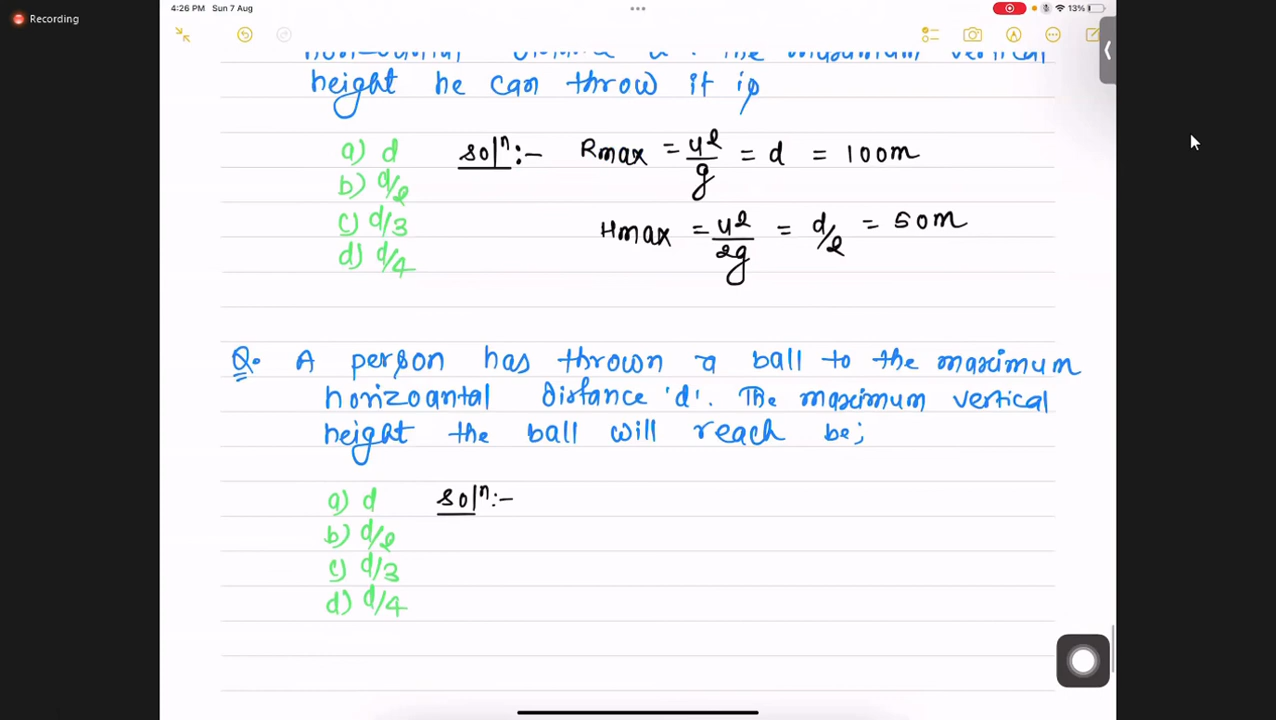 Recording
4:26 PM Sun 7 Aug
13%
height he can throw it is
a) d
b) d/2
c) d/3
d) d/4
solⁿ:-
Rmax = u²/g = d = 100m
Hmax = u²/2g = d/2 = 50m
Q. A person has thrown a ball to the maximum
horizoantal distance 'd'. The maximum vertical
height the ball will reach be;
a) d
b) d/2
c) d/3
d) d/4
solⁿ:-